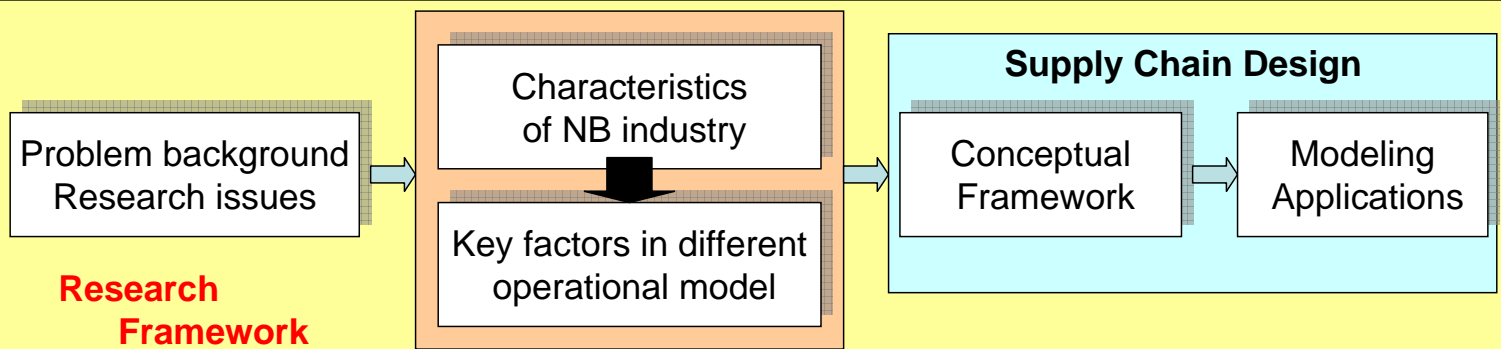 Problem background
Research issues
Research
Framework
Characteristics
of NB industry
Key factors in different
operational model
Supply Chain Design
Conceptual
Framework
Modeling
Applications